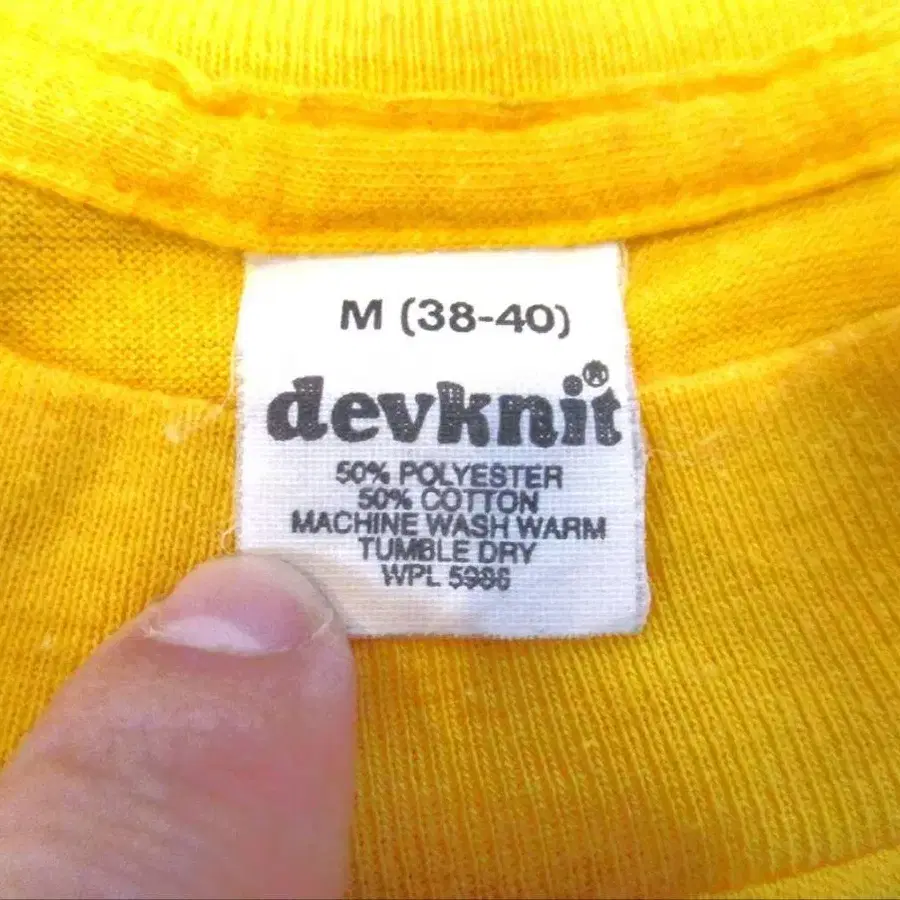 M (38-40)
devknit®
50% POLYESTER
50% COTTON
MACHINE WASH WARM
TUMBLE DRY
WPL 5986